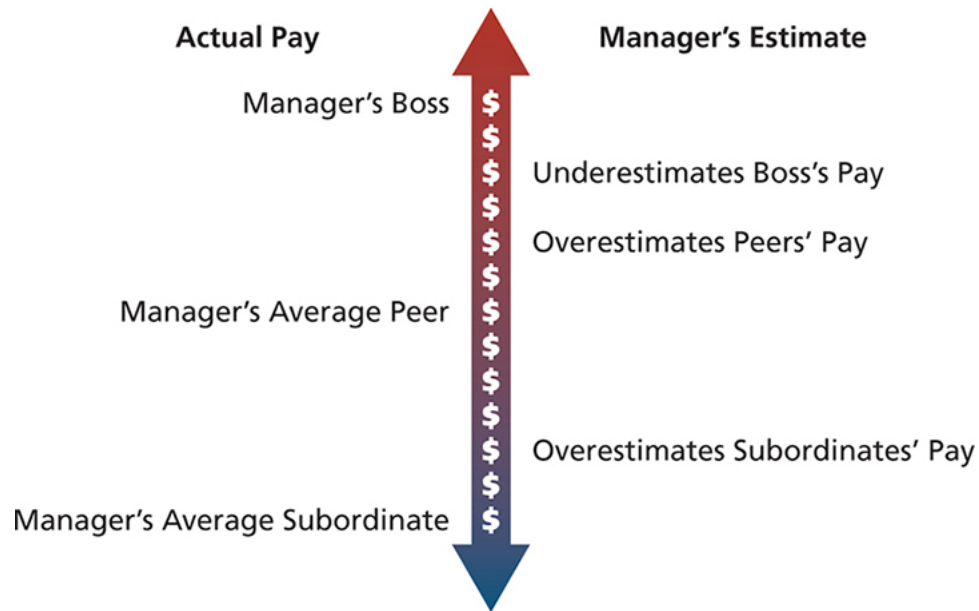 Actual Pay
Manager’s Estimate
Manager’s Boss
$
$
Underestimates Boss’s Pay
$
$
Overestimates Peers’ Pay
$
$
Manager’s Average Peer
$
$
$
$
Overestimates Subordinates’ Pay
$
$
Manager’s Average Subordinate
$